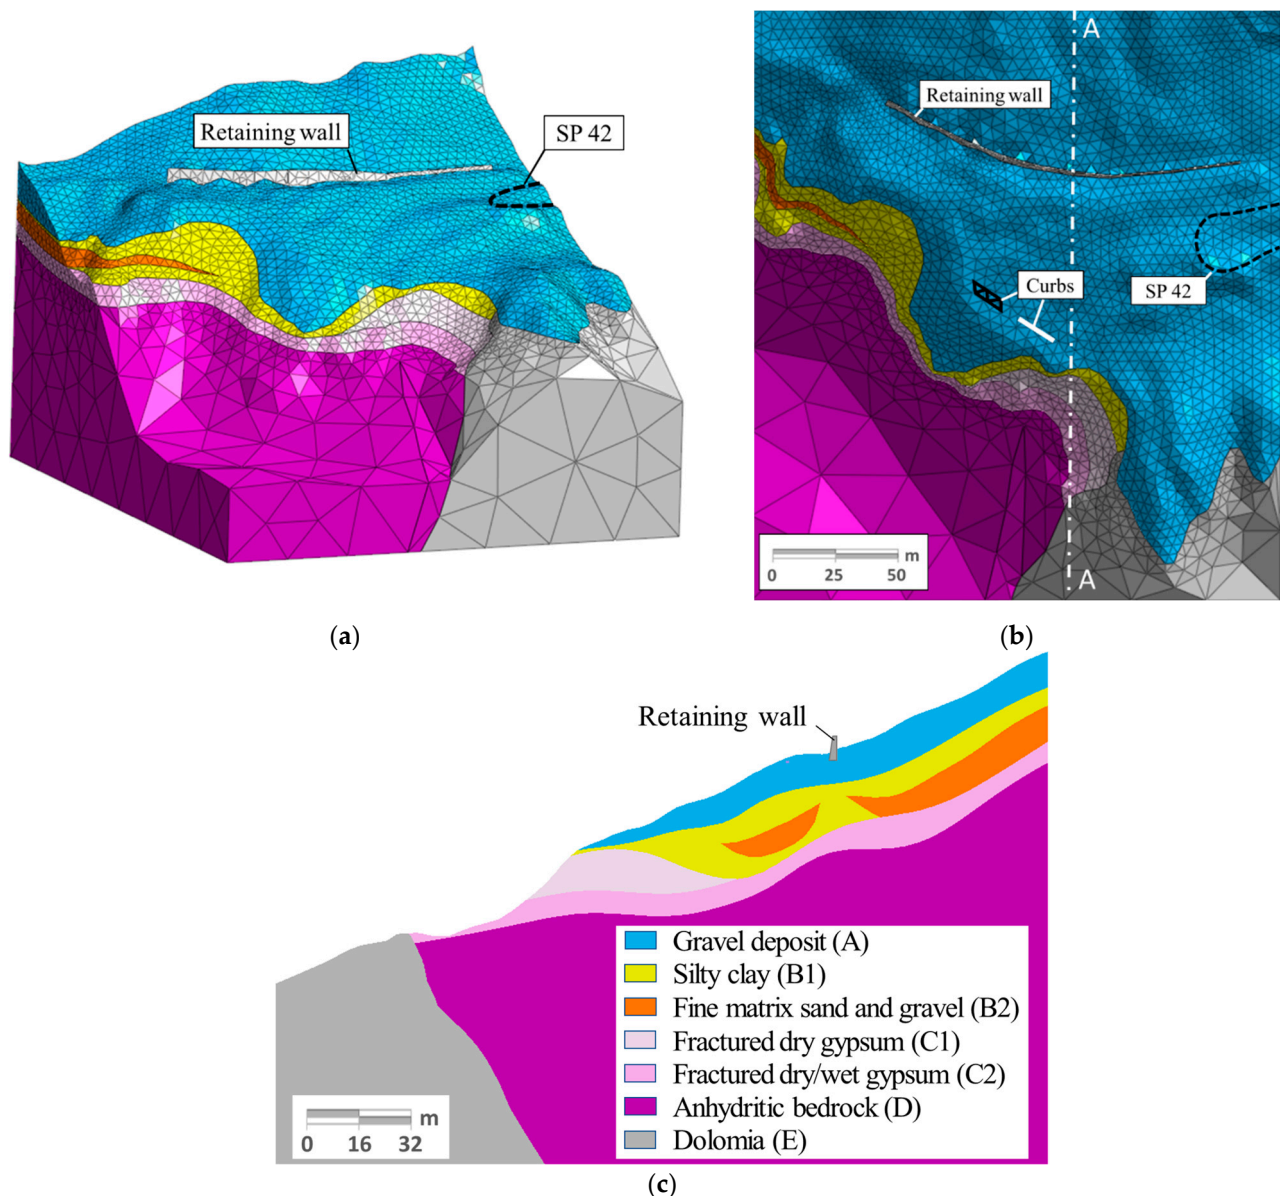 Retaining wall
SP 42
(a)
A
Retaining wall
Curbs
SP 42
A
m
0 25 50
(b)
Retaining wall
Gravel deposit (A)
Silty clay (B1)
Fine matrix sand and gravel (B2)
Fractured dry gypsum (C1)
Fractured dry/wet gypsum (C2)
Anhydritic bedrock (D)
Dolomia (E)
m
0 16 32
(c)